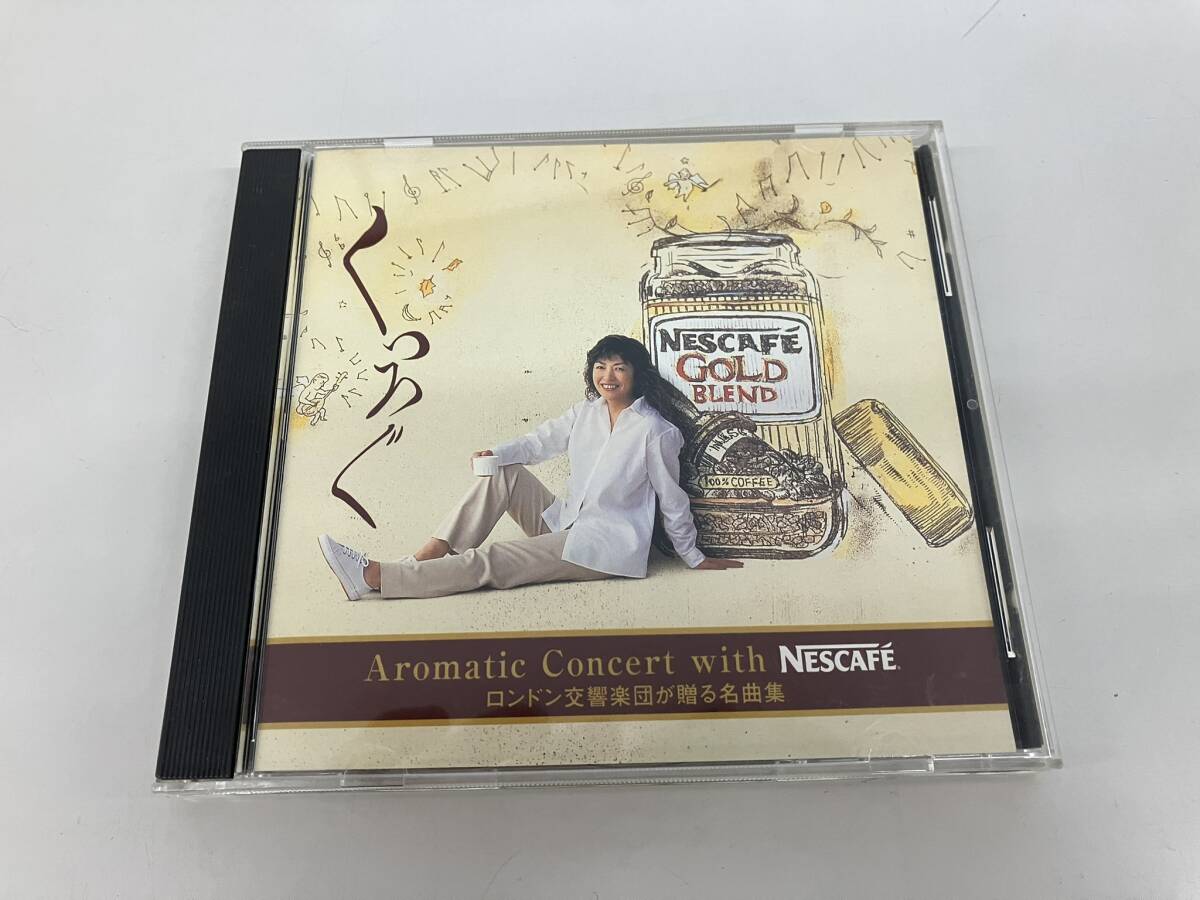 くつろぐ
NESCAFÉ
GOLD
BLEND
100% COFFEE
Aromatic Concert with NESCAFÉ®
ロンドン交響楽団が贈る名曲集